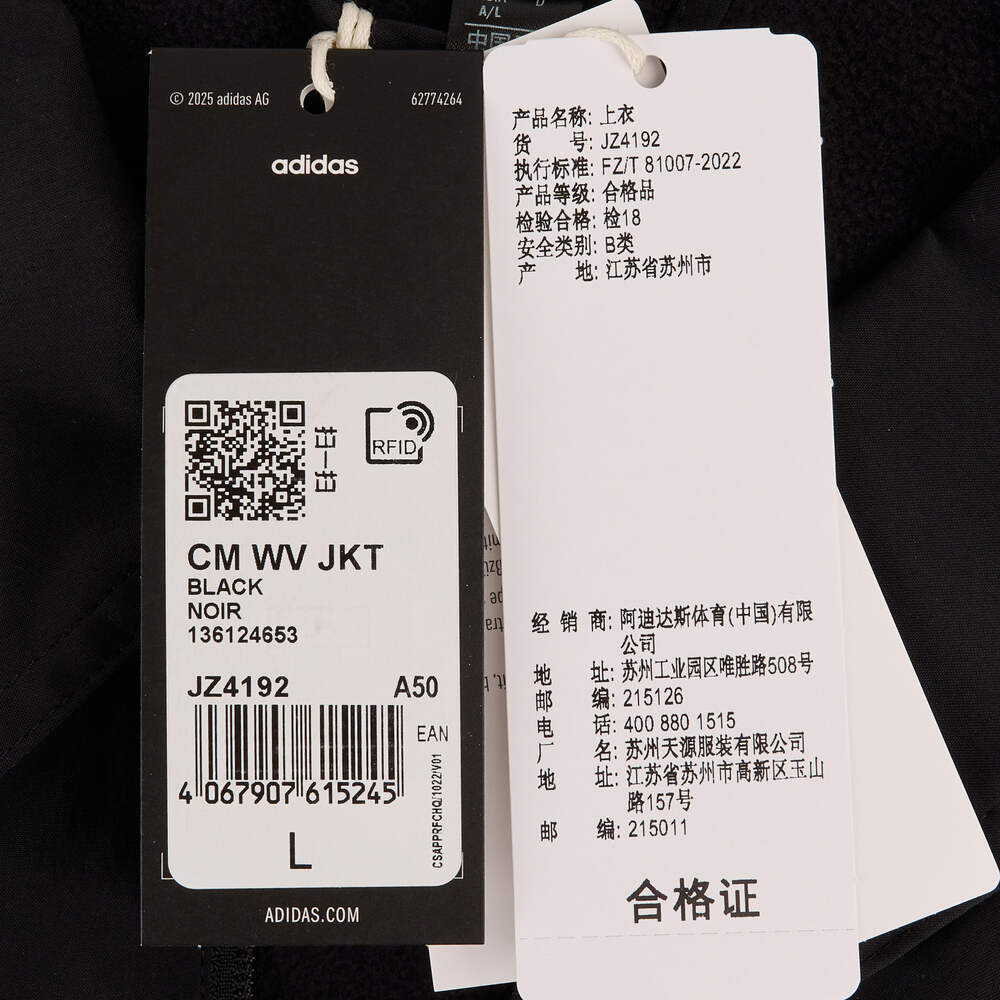 A/L
中国
© 2025 adidas AG
62774264
adidas
扫一扫
RFID
CM WV JKT
BLACK
NOIR
136124653
JZ4192
A50
EAN
4 067907 615245
L
CSAPPRFCHQ/1022/V01
ADIDAS.COM
产品名称: 上衣
货 号: JZ4192
执行标准: FZ/T 81007-2022
产品等级: 合格品
检验合格: 检18
安全类别: B类
产 地: 江苏省苏州市
经 销 商: 阿迪达斯体育(中国)有限
公司
地 址: 苏州工业园区唯胜路508号
邮 编: 215126
电 话: 400 880 1515
厂 名: 苏州天源服装有限公司
地 址: 江苏省苏州市高新区玉山
路157号
邮 编: 215011
合格证